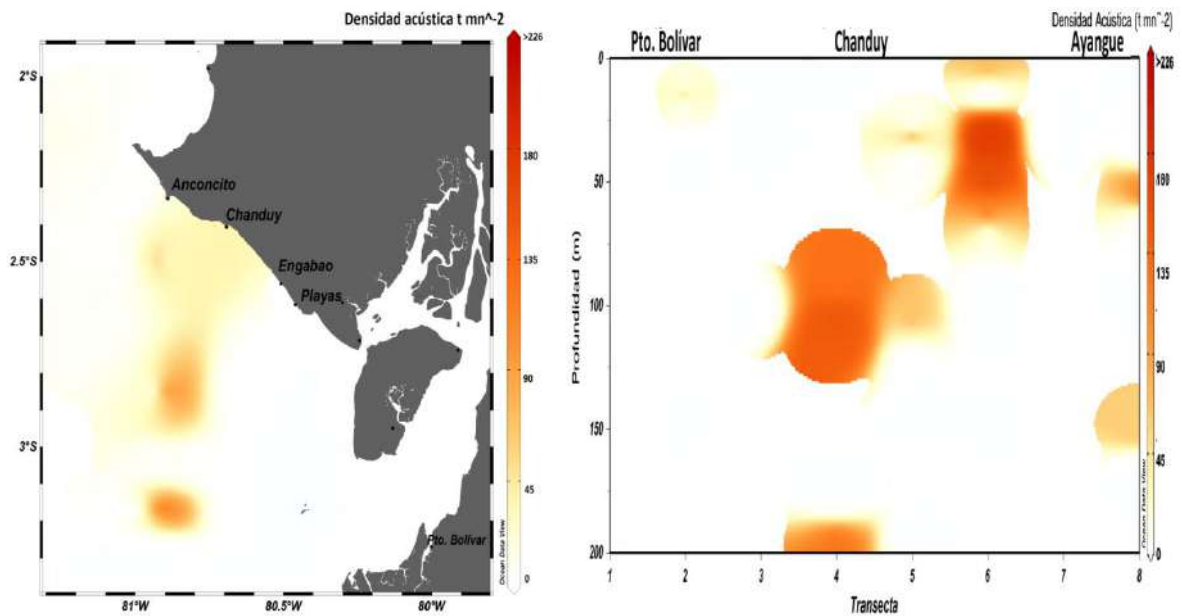 Densidad acústica t mn^-2
>226
180
135
90
45
0
Ocean Data View
2°S
2.5°S
3°S
81°W
80.5°W
80°W
Anconcito
Chanduy
Engabao
Playas
Pto. Bolívar
Densidad Acústica (t mn^-2)
Pto. Bolívar
Chanduy
Ayangue
>226
180
135
90
45
0
Ocean Data View
Profundidad (m)
0
50
100
150
200
1
2
3
4
5
6
7
8
Transecta